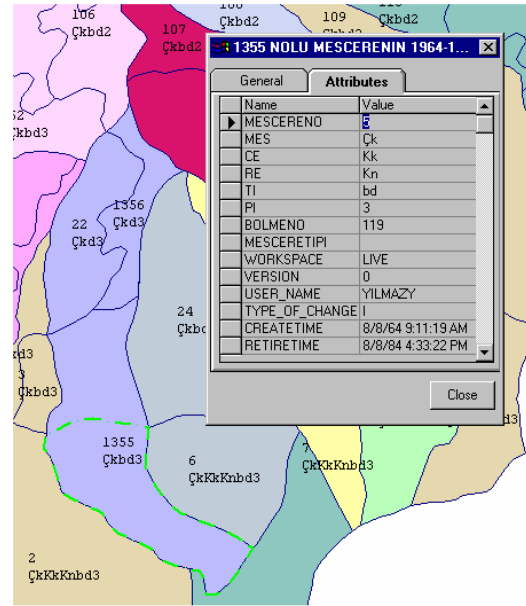 106
Çkbd2
107
Çkbd2
109
Çkbd2
1355 NOLU MESCERENIN 1964-1...
General
Attributes
Name Value
MESCERENO 5
MES Çk
CE Kk
RE Kn
TI bd
PI 3
BOLMENO 119
MESCERETIPI
WORKSPACE LIVE
VERSION 0
USER_NAME YILMAZY
TYPE_OF_CHANGE I
CREATETIME 8/8/64 9:11:19 AM
RETIRETIME 8/8/84 4:33:22 PM
Close
Çkbd3
1356
Çkd3
22
Çkd3
24
3
Çkbd3
1355
Çkbd3
6
ÇkKkKnbd3
7
ÇkKkKnbd3
2
ÇkKkKnbd3